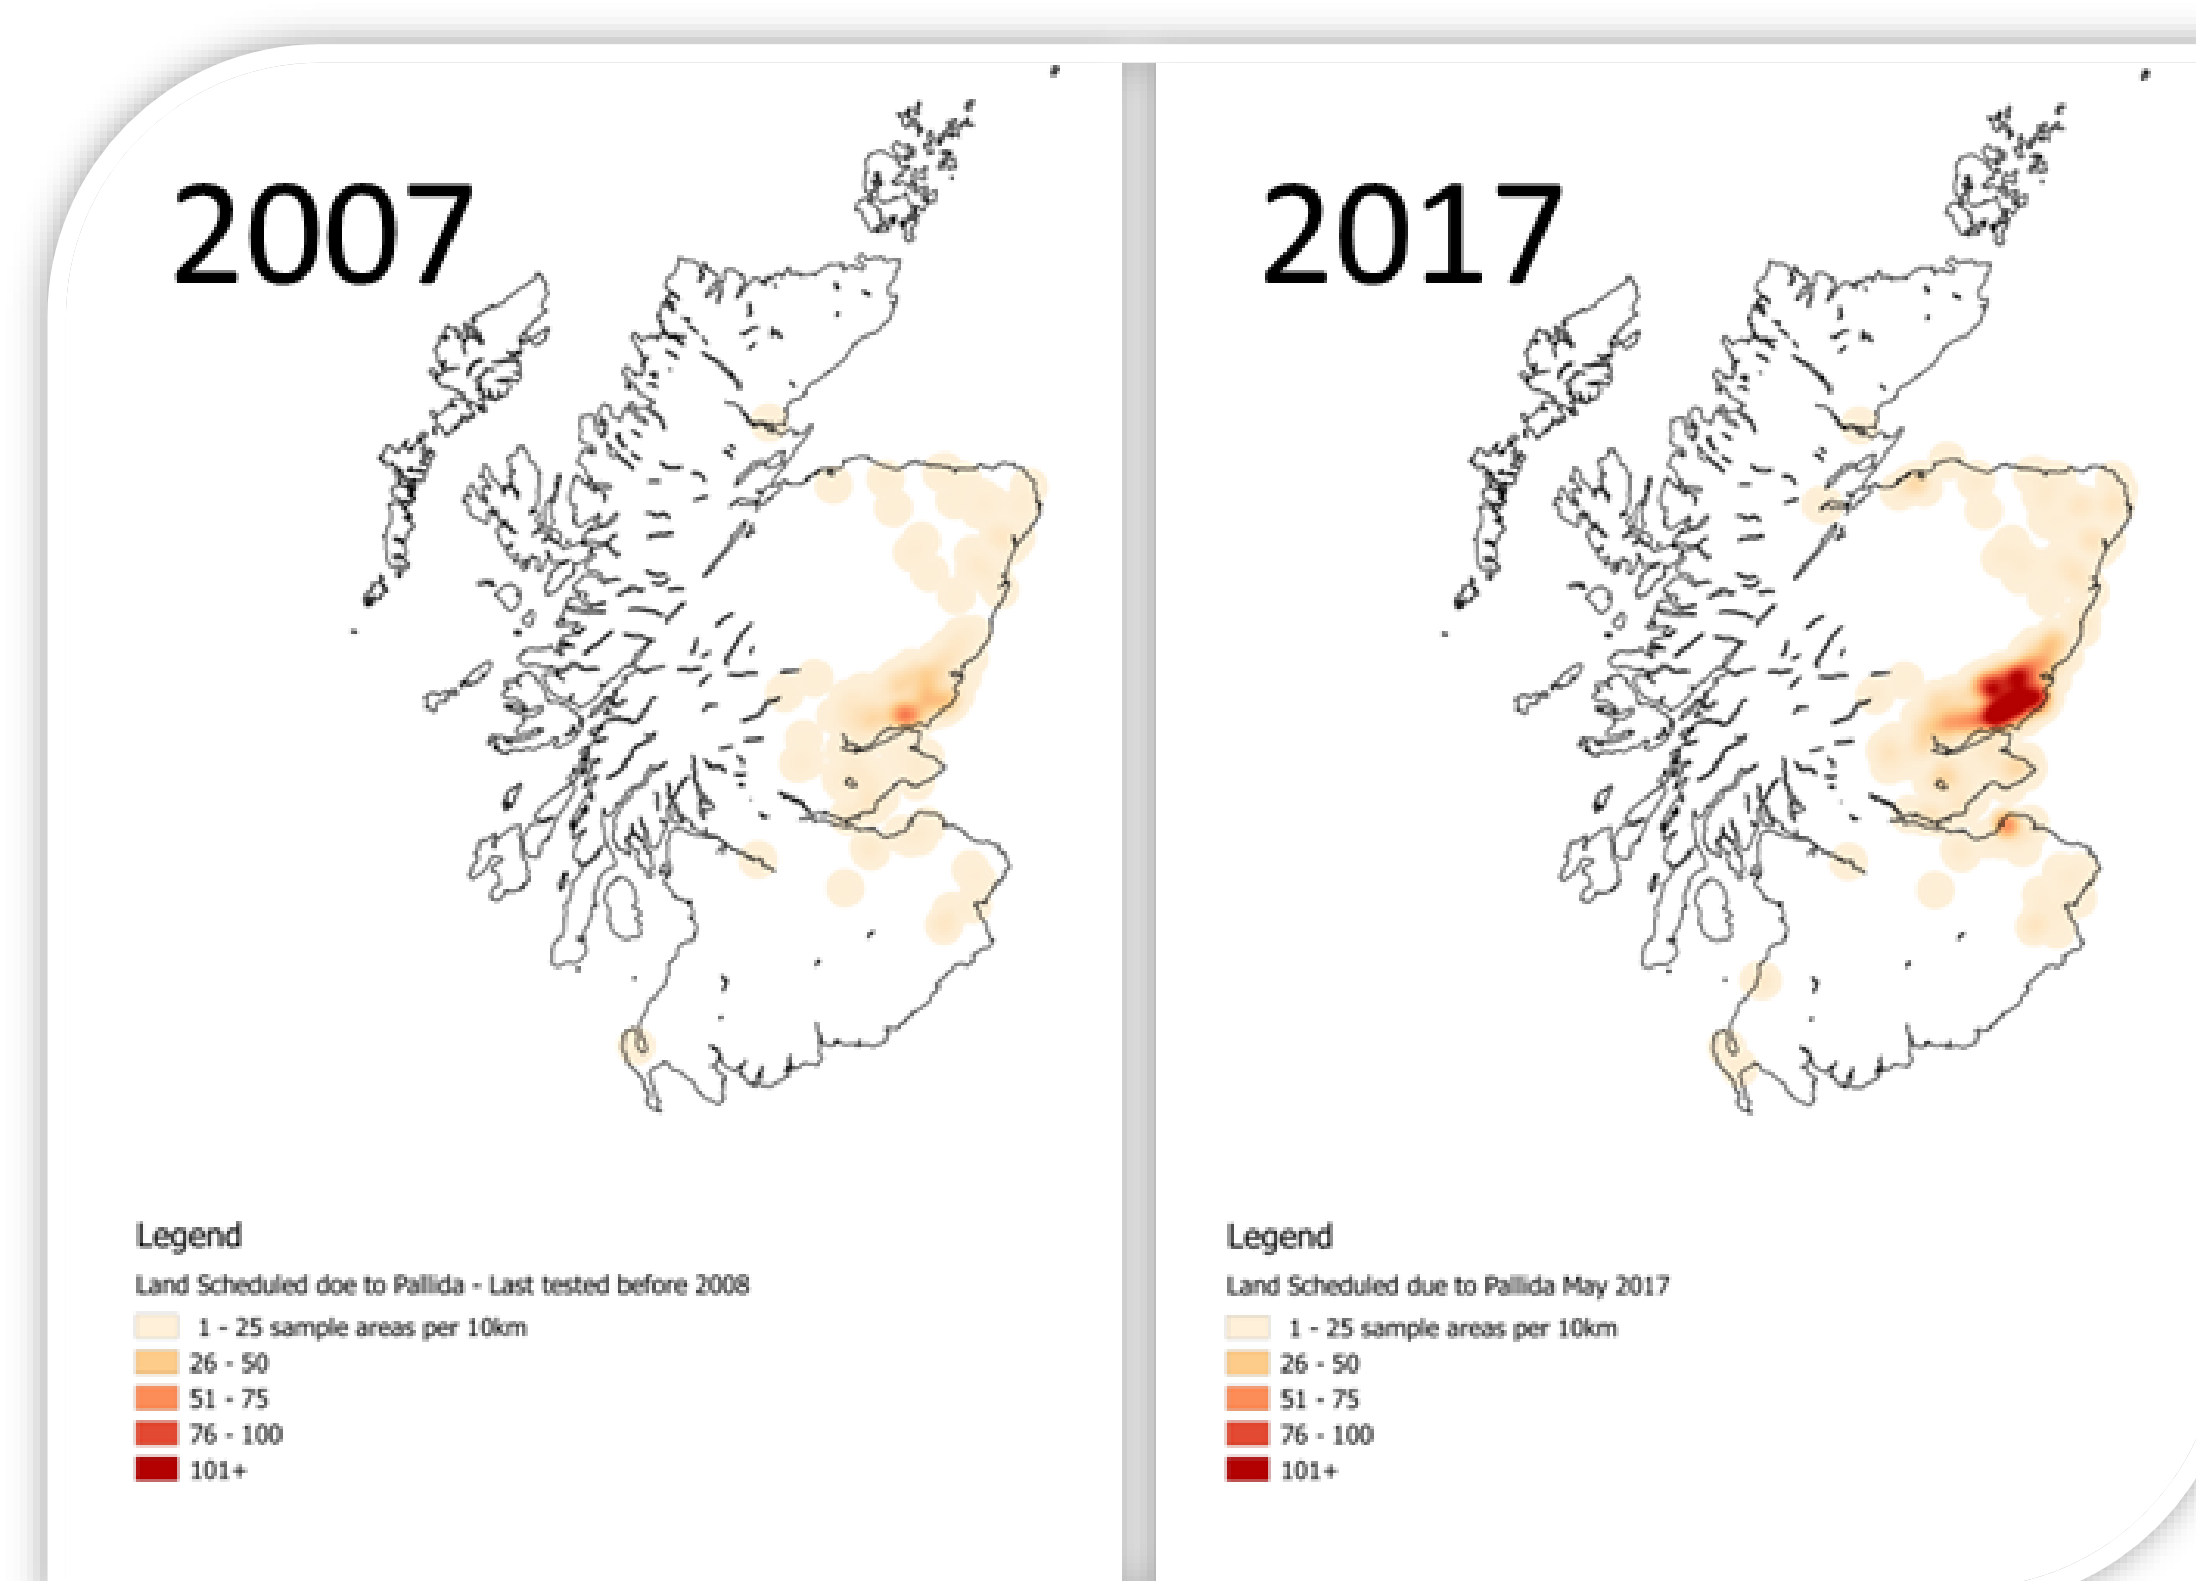 2007
Legend
Land Scheduled doe to Pallida - Last tested before 2008
1 - 25 sample areas per 10km
26 - 50
51 - 75
76 - 100
101+
2017
Legend
Land Scheduled due to Pallida May 2017
1 - 25 sample areas per 10km
26 - 50
51 - 75
76 - 100
101+